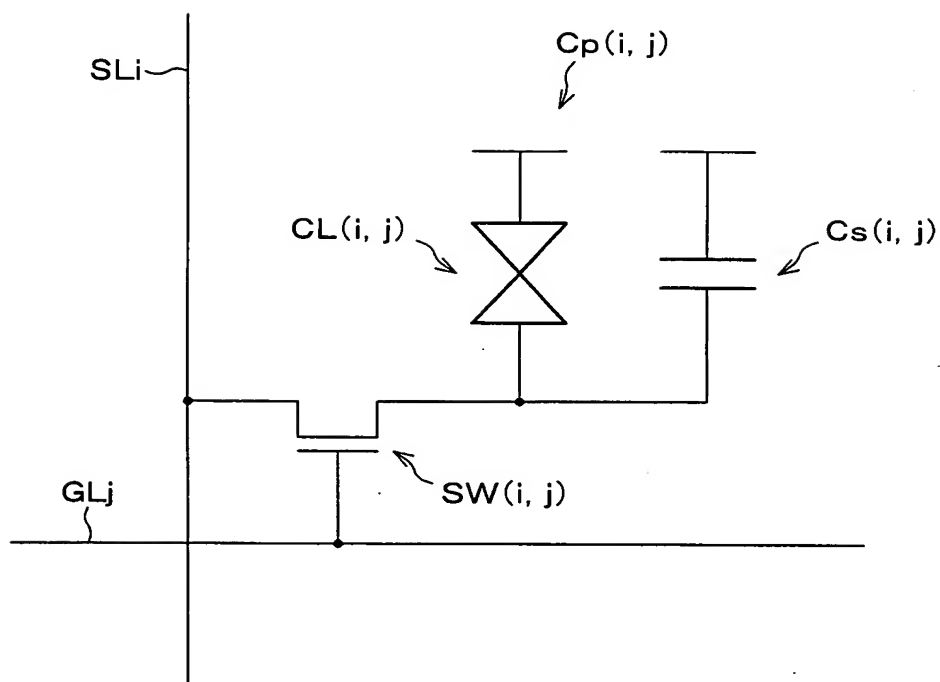 Cp(i, j)
SLi
CL(i, j)
Cs(i, j)
SW(i, j)
GLj